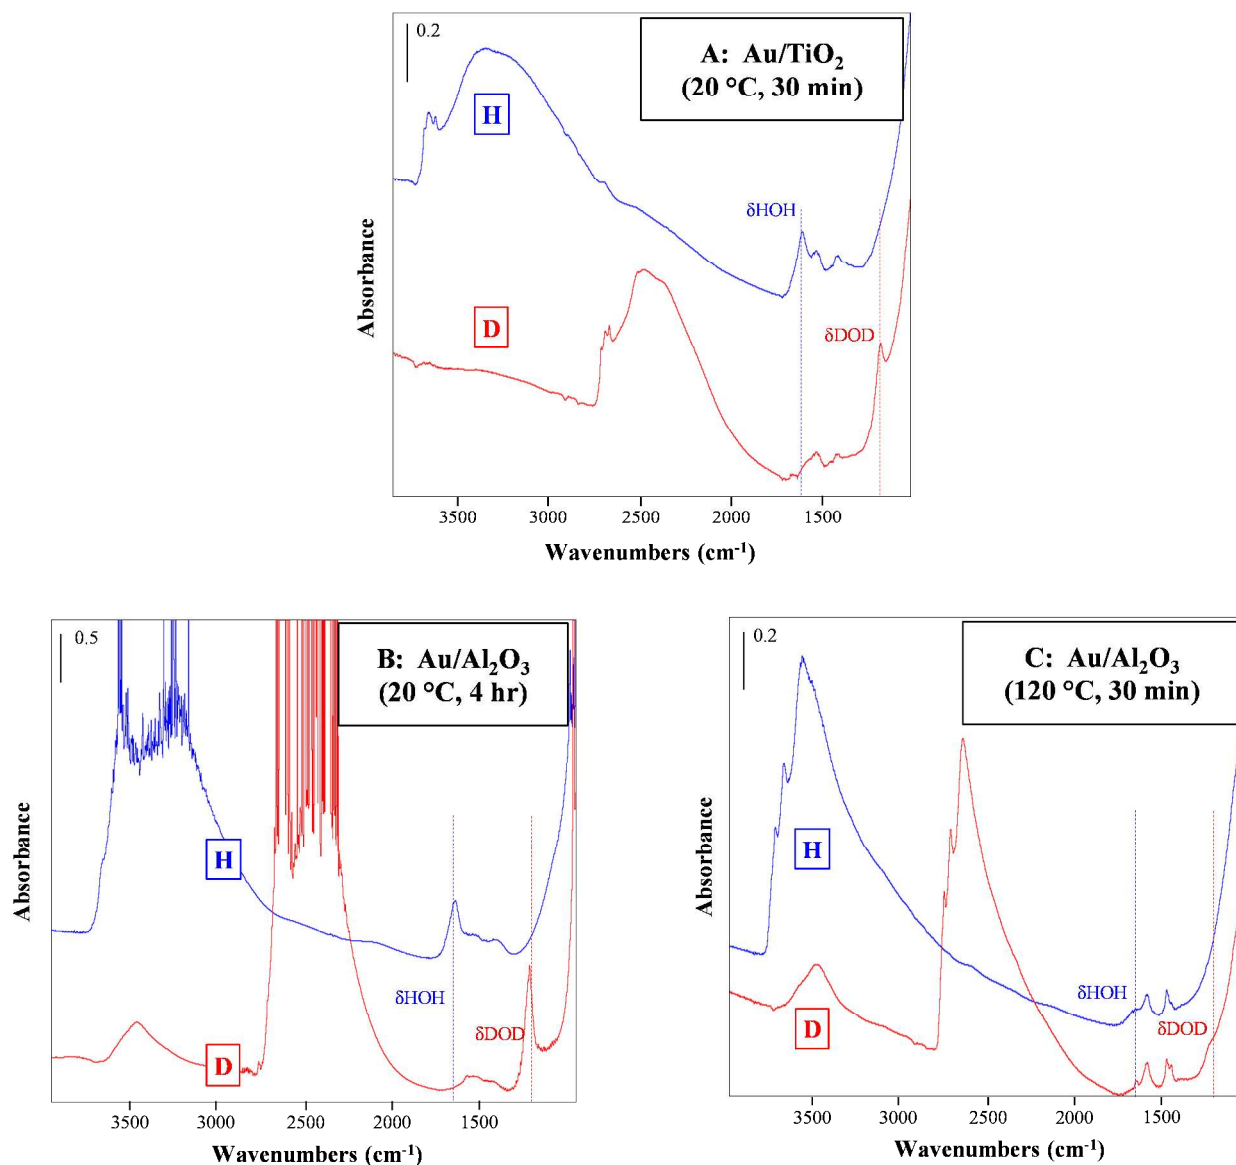 0.2
A: Au/TiO₂
(20 °C, 30 min)
H
δHOH
D
δDOD
Absorbance
3500 3000 2500 2000 1500
Wavenumbers (cm⁻¹)
0.5
B: Au/Al₂O₃
(20 °C, 4 hr)
H
δHOH
δDOD
D
Absorbance
3500 3000 2500 2000 1500
Wavenumbers (cm⁻¹)
0.2
C: Au/Al₂O₃
(120 °C, 30 min)
H
δHOH
D
δDOD
Absorbance
3500 3000 2500 2000 1500
Wavenumbers (cm⁻¹)